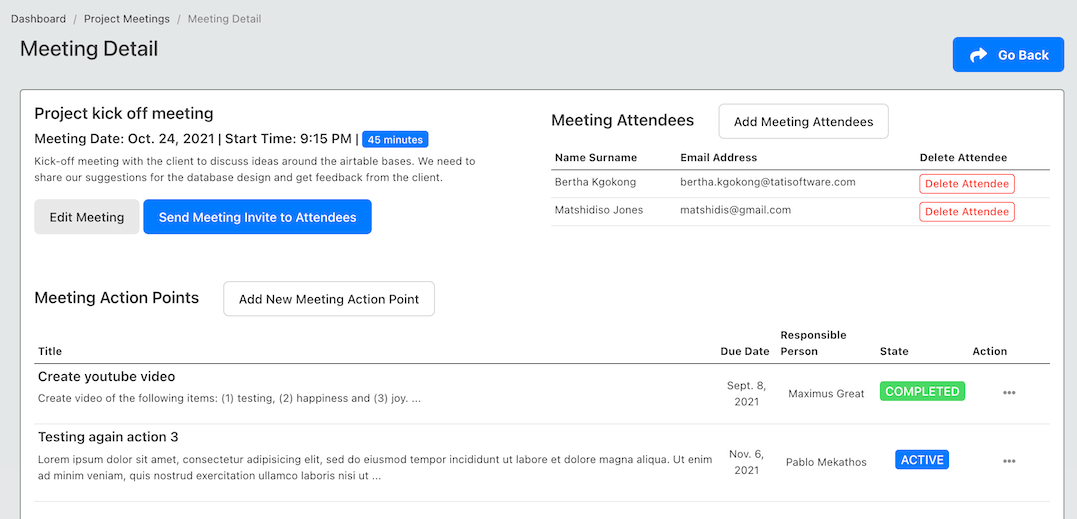 Dashboard / Project Meetings / Meeting Detail
Meeting Detail
Go Back
Project kick off meeting
Meeting Date: Oct. 24, 2021 | Start Time: 9:15 PM | 45 minutes
Kick-off meeting with the client to discuss ideas around the airtable bases. We need to
share our suggestions for the database design and get feedback from the client.
Edit Meeting
Send Meeting Invite to Attendees
Meeting Attendees
Add Meeting Attendees
Name Surname Email Address Delete Attendee
Bertha Kgokong bertha.kgokong@tatisoftware.com Delete Attendee
Matshidiso Jones matshidis@gmail.com Delete Attendee
Meeting Action Points
Add New Meeting Action Point
Title Due Date Responsible Person State Action
Create youtube video
Create video of the following items: (1) testing, (2) happiness and (3) joy. ...
Sept. 8,
2021
Maximus Great
COMPLETED
•••
Testing again action 3
Lorem ipsum dolor sit amet, consectetur adipisicing elit, sed do eiusmod tempor incididunt ut labore et dolore magna aliqua. Ut enim
ad minim veniam, quis nostrud exercitation ullamco laboris nisi ut ...
Nov. 6,
2021
Pablo Mekathos
ACTIVE
•••